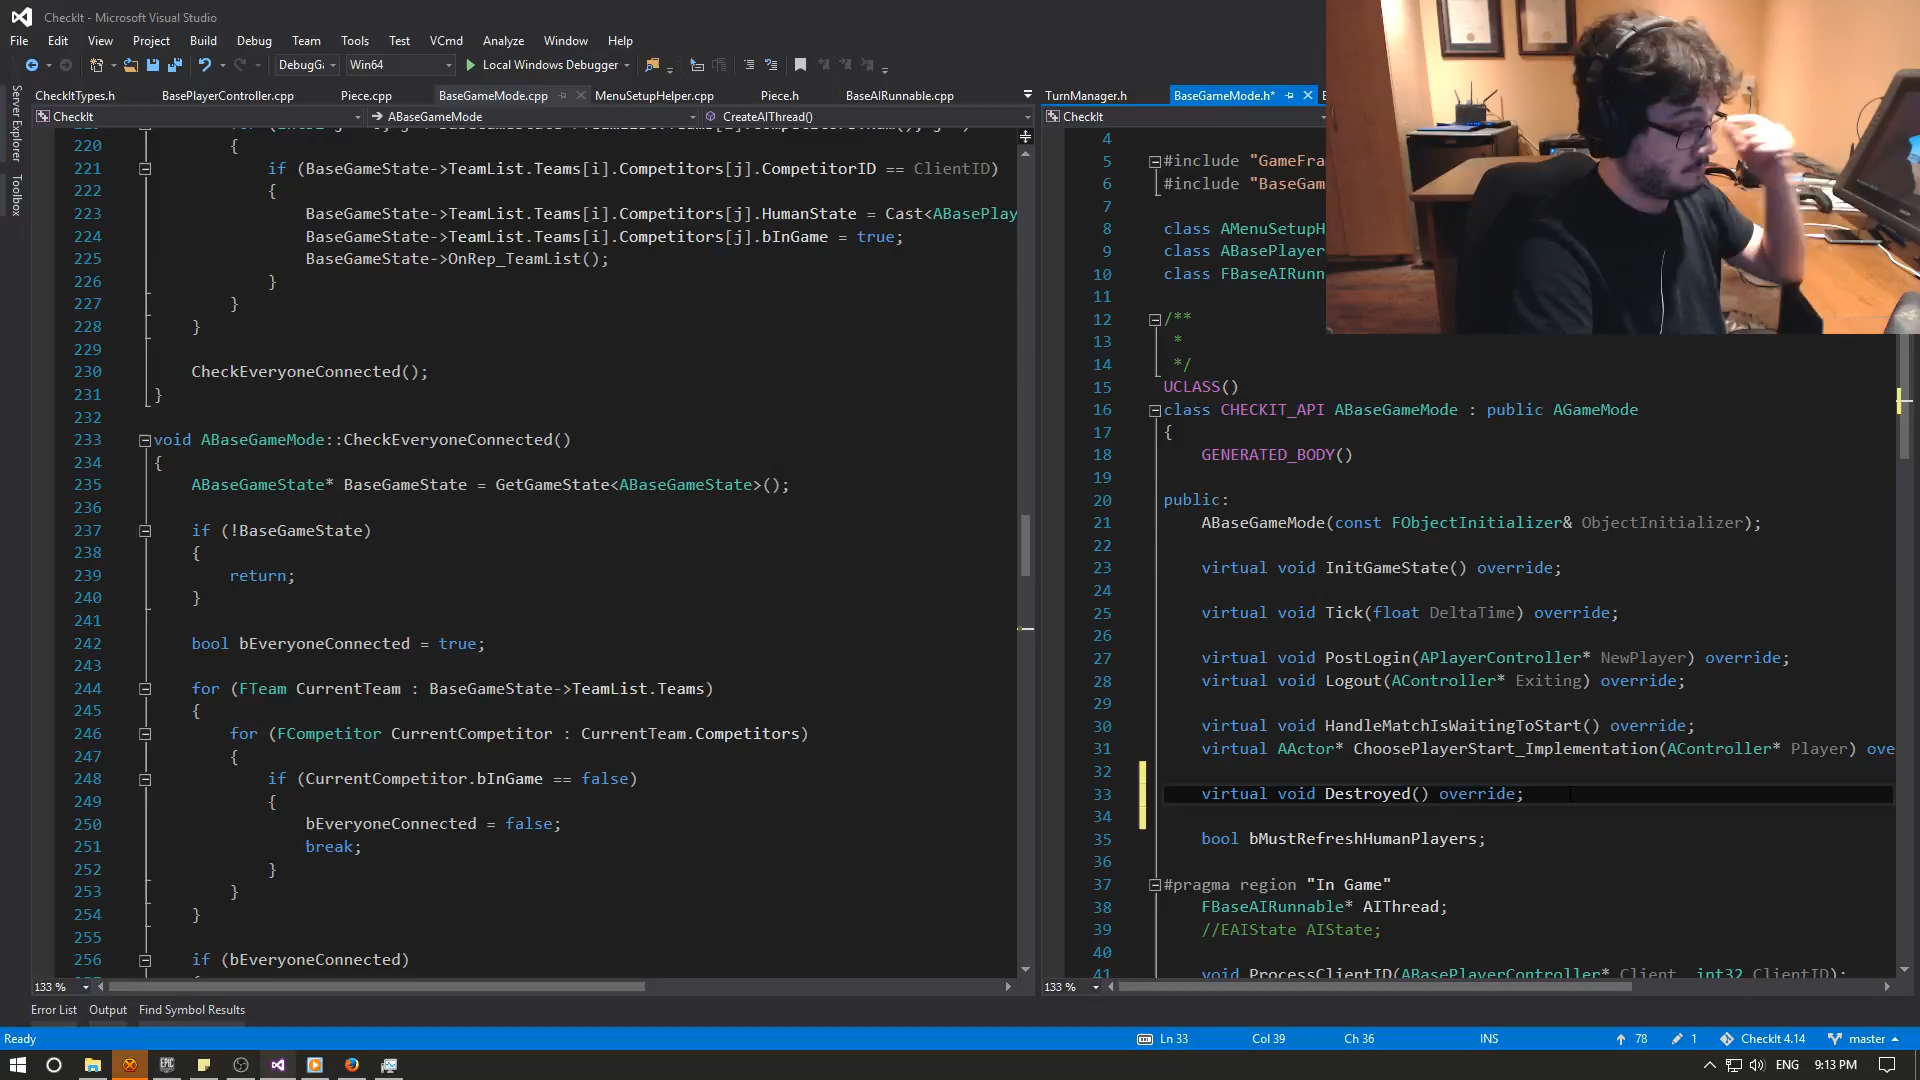 CheckIt - Microsoft Visual Studio
File Edit View Project Build Debug Team Tools Test VCmd Analyze Window Help
DebugG Win64 Local Windows Debugger
Server Explorer
Toolbox
CheckItTypes.h BasePlayerController.cpp Piece.cpp BaseGameMode.cpp MenuSetupHelper.cpp Piece.h BaseAIRunnable.cpp
CheckIt ABaseGameMode CreateAIThread()
220 {
221 if (BaseGameState->TeamList.Teams[i].Competitors[j].CompetitorID == ClientID)
222 {
223 BaseGameState->TeamList.Teams[i].Competitors[j].HumanState = Cast<ABasePlay
224 BaseGameState->TeamList.Teams[i].Competitors[j].bInGame = true;
225 BaseGameState->OnRep_TeamList();
226 }
227 }
228 }
229
230 CheckEveryoneConnected();
231 }
232
233 void ABaseGameMode::CheckEveryoneConnected()
234 {
235 ABaseGameState* BaseGameState = GetGameState<ABaseGameState>();
236
237 if (!BaseGameState)
238 {
239 return;
240 }
241
242 bool bEveryoneConnected = true;
243
244 for (FTeam CurrentTeam : BaseGameState->TeamList.Teams)
245 {
246 for (FCompetitor CurrentCompetitor : CurrentTeam.Competitors)
247 {
248 if (CurrentCompetitor.bInGame == false)
249 {
250 bEveryoneConnected = false;
251 break;
252 }
253 }
254 }
255
256 if (bEveryoneConnected)
133 %
TurnManager.h BaseGameMode.h*
CheckIt
4
5 #include "GameFra
6 #include "BaseGam
7
8 class AMenuSetupH
9 class ABasePlayer
10 class FBaseAIRunn
11
12 /**
13 *
14 */
15 UCLASS()
16 class CHECKIT_API ABaseGameMode : public AGameMode
17 {
18 GENERATED_BODY()
19
20 public:
21 ABaseGameMode(const FObjectInitializer& ObjectInitializer);
22
23 virtual void InitGameState() override;
24
25 virtual void Tick(float DeltaTime) override;
26
27 virtual void PostLogin(APlayerController* NewPlayer) override;
28 virtual void Logout(AController* Exiting) override;
29
30 virtual void HandleMatchIsWaitingToStart() override;
31 virtual AActor* ChoosePlayerStart_Implementation(AController* Player) ove
32
33 virtual void Destroyed() override;
34
35 bool bMustRefreshHumanPlayers;
36
37 #pragma region "In Game"
38 FBaseAIRunnable* AIThread;
39 //EAIState AIState;
40
41 void ProcessClientID(ABasePlayerController* Client, int32 ClientID);
133 %
Error List Output Find Symbol Results
Ready Ln 33 Col 39 Ch 36 INS 78 1 CheckIt 4.14 master
EPIC GAMES
ENG 9:13 PM